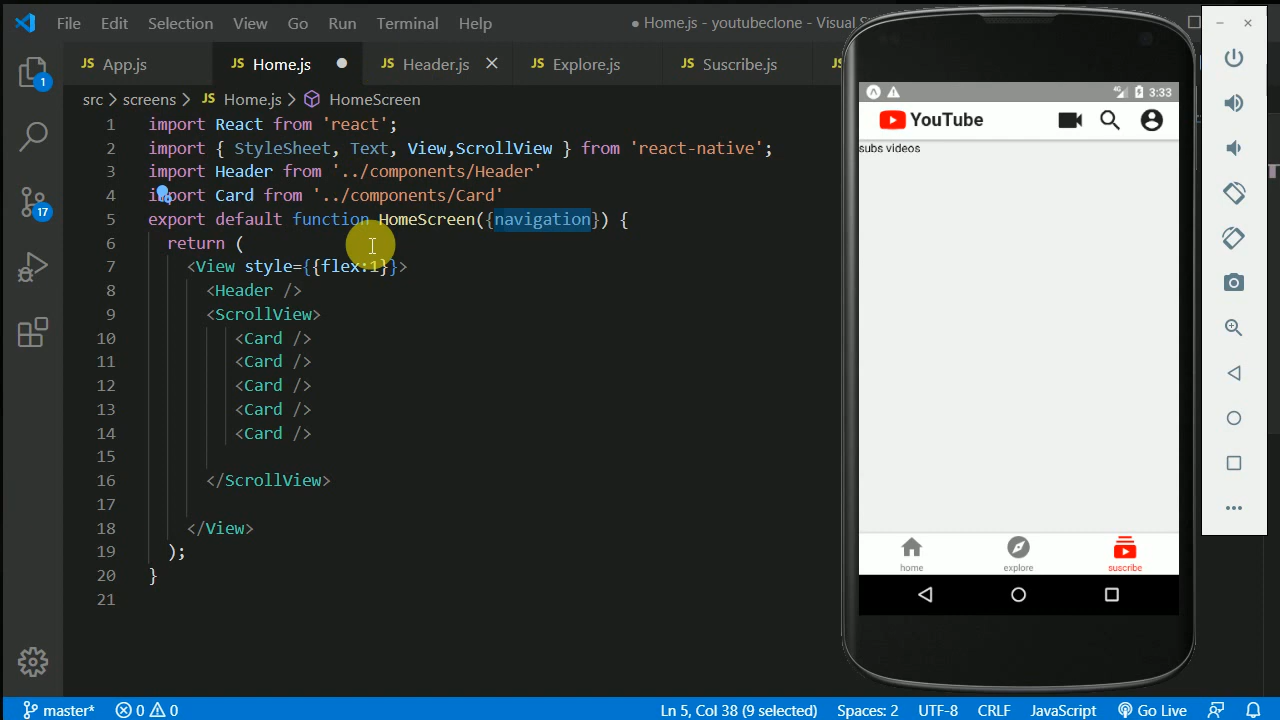 File Edit Selection View Go Run Terminal Help
● Home.js - youtubeclone - Visual S
JS App.js
JS Home.js ●
JS Header.js
JS Explore.js
JS Suscribe.js
JS
src > screens > JS Home.js > HomeScreen
1 import React from 'react';
2 import { StyleSheet, Text, View,ScrollView } from 'react-native';
3 import Header from '../components/Header'
4 import Card from '../components/Card'
5 export default function HomeScreen({navigation}) {
6 return (
7 <View style={{flex:1}}>
8 <Header />
9 <ScrollView>
10 <Card />
11 <Card />
12 <Card />
13 <Card />
14 <Card />
15
16 </ScrollView>
17
18 </View>
19 );
20 }
21
1
17
4G 3:33
YouTube
subs videos
home explore suscribe
master* 0 0
Ln 5, Col 38 (9 selected) Spaces: 2 UTF-8 CRLF JavaScript Go Live